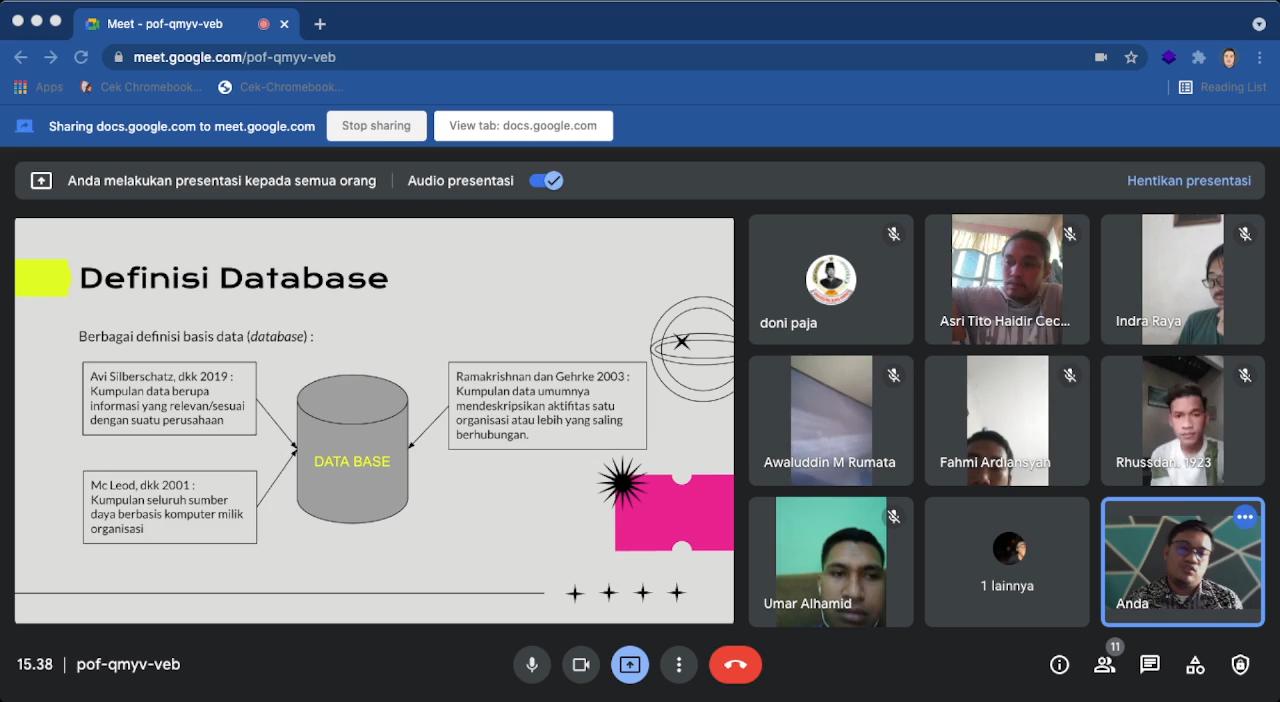 Meet - pof-qmyv-veb
meet.google.com/pof-qmyv-veb
Apps Cek Chromebook... Cek-Chromebook... Reading List
Sharing docs.google.com to meet.google.com Stop sharing View tab: docs.google.com
Anda melakukan presentasi kepada semua orang Audio presentasi Hentikan presentasi
Definisi Database
Berbagai definisi basis data (database) :
Avi Silberschatz, dkk 2019 :
Kumpulan data berupa
informasi yang relevan/sesuai
dengan suatu perusahaan
Mc Leod, dkk 2001 :
Kumpulan seluruh sumber
daya berbasis komputer milik
organisasi
DATA BASE
Ramakrishnan dan Gehrke 2003 :
Kumpulan data umumnya
mendeskripsikan aktifitas satu
organisasi atau lebih yang saling
berhubungan.
doni paja
Asri Tito Haidir Cec...
Indra Raya
Awaluddin M Rumata
Fahmi Ardiansyah
Rhussdan. 1923
Umar Alhamid
1 lainnya
Anda
15.38 | pof-qmyv-veb
11